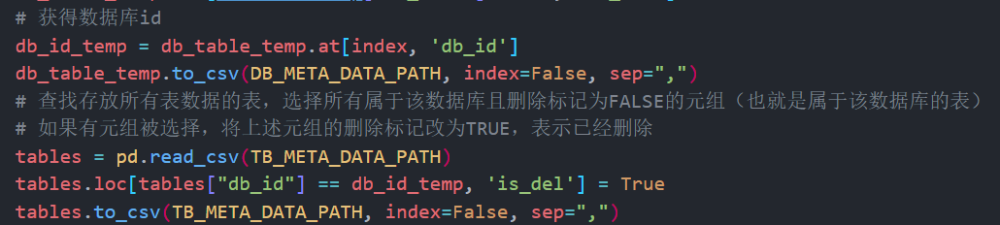 # 获得数据库id
db_id_temp = db_table_temp.at[index, 'db_id']
db_table_temp.to_csv(DB_META_DATA_PATH, index=False, sep=",")
# 查找存放所有表数据的表，选择所有属于该数据库且删除标记为FALSE的元组（也就是属于该数据库的表）
# 如果有元组被选择，将上述元组的删除标记改为TRUE，表示已经删除
tables = pd.read_csv(TB_META_DATA_PATH)
tables.loc[tables["db_id"] == db_id_temp, 'is_del'] = True
tables.to_csv(TB_META_DATA_PATH, index=False, sep=",")